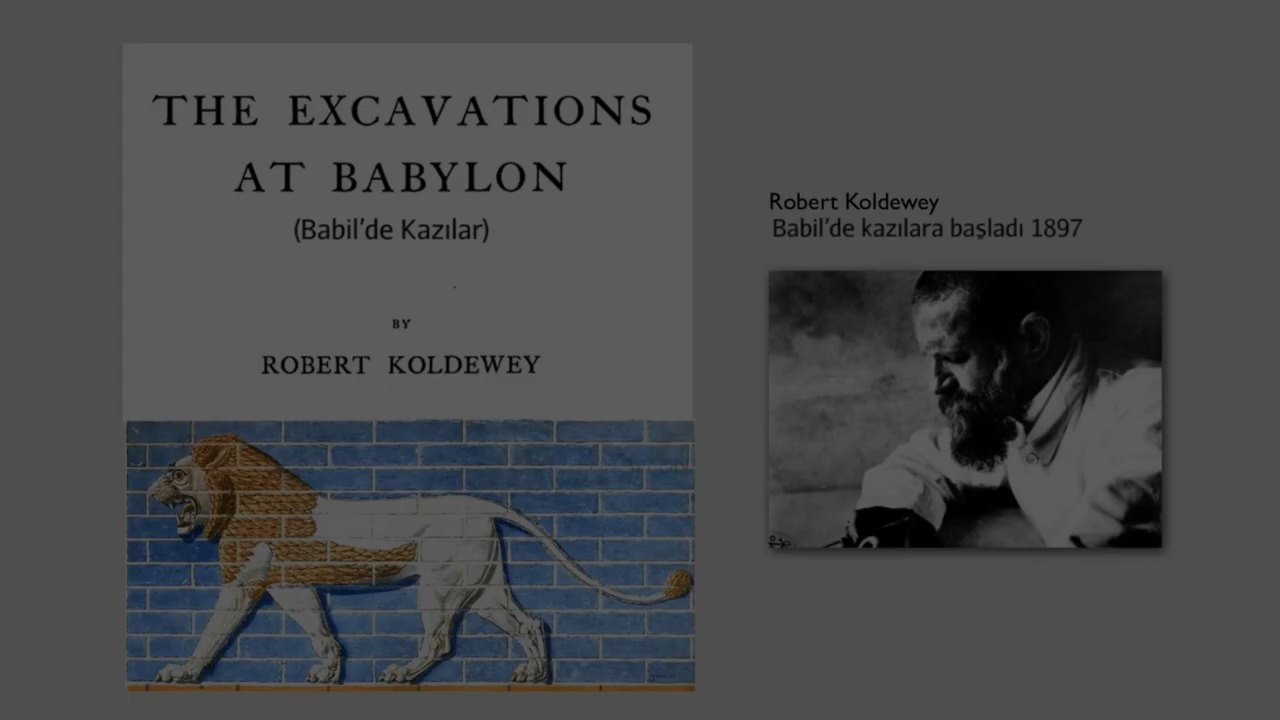 THE EXCAVATIONS
AT BABYLON
(Babil’de Kazılar)
BY
ROBERT KOLDEWEY
Robert Koldewey
Babil’de kazılara başladı 1897